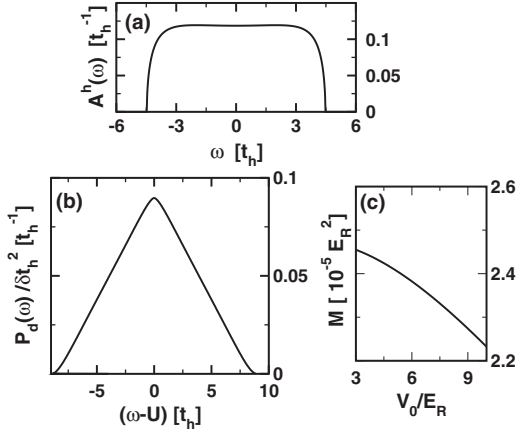 (a)
A^h(ω) [t_h^-1]
0.1
0.05
0
-6 -3 0 3 6
ω [t_h]
(b)
P_d(ω)/δt_h^2 [t_h^-1]
0.1
0.05
0
-5 0 5 10
(ω-U) [t_h]
(c)
M [ 10^-5 E_R^2]
2.6
2.4
2.2
3 6 9
V_0/E_R